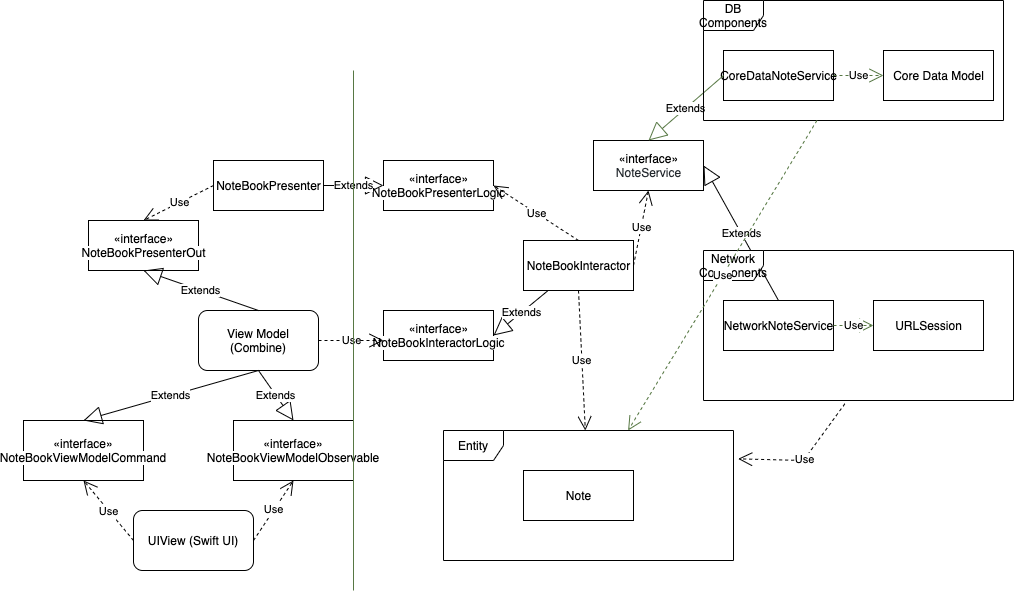 DB
Components
CoreDataNoteService
Use
Core Data Model
Extends
«interface»
NoteService
NoteBookPresenter
Extends
«interface»
NoteBookPresenterLogic
Use
Use
Use
«interface»
NoteBookPresenterOut
Extends
NoteBookInteractor
Extends
Network
Components
Use
NetworkNoteService
Use
URLSession
Extends
View Model
(Combine)
Use
«interface»
NoteBookInteractorLogic
Use
Extends
Extends
«interface»
NoteBookViewModelCommand
«interface»
NoteBookViewModelObservable
Entity
Use
Note
Use
Use
UIView (Swift UI)